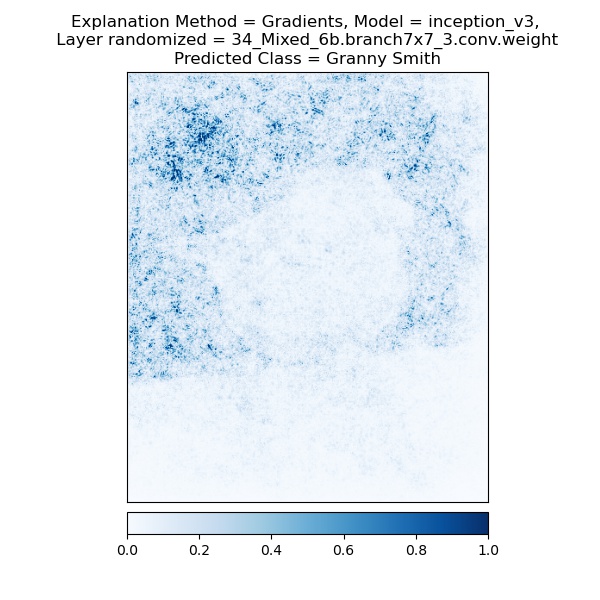 Explanation Method = Gradients, Model = inception_v3,
Layer randomized = 34_Mixed_6b.branch7x7_3.conv.weight
Predicted Class = Granny Smith
0.0 0.2 0.4 0.6 0.8 1.0